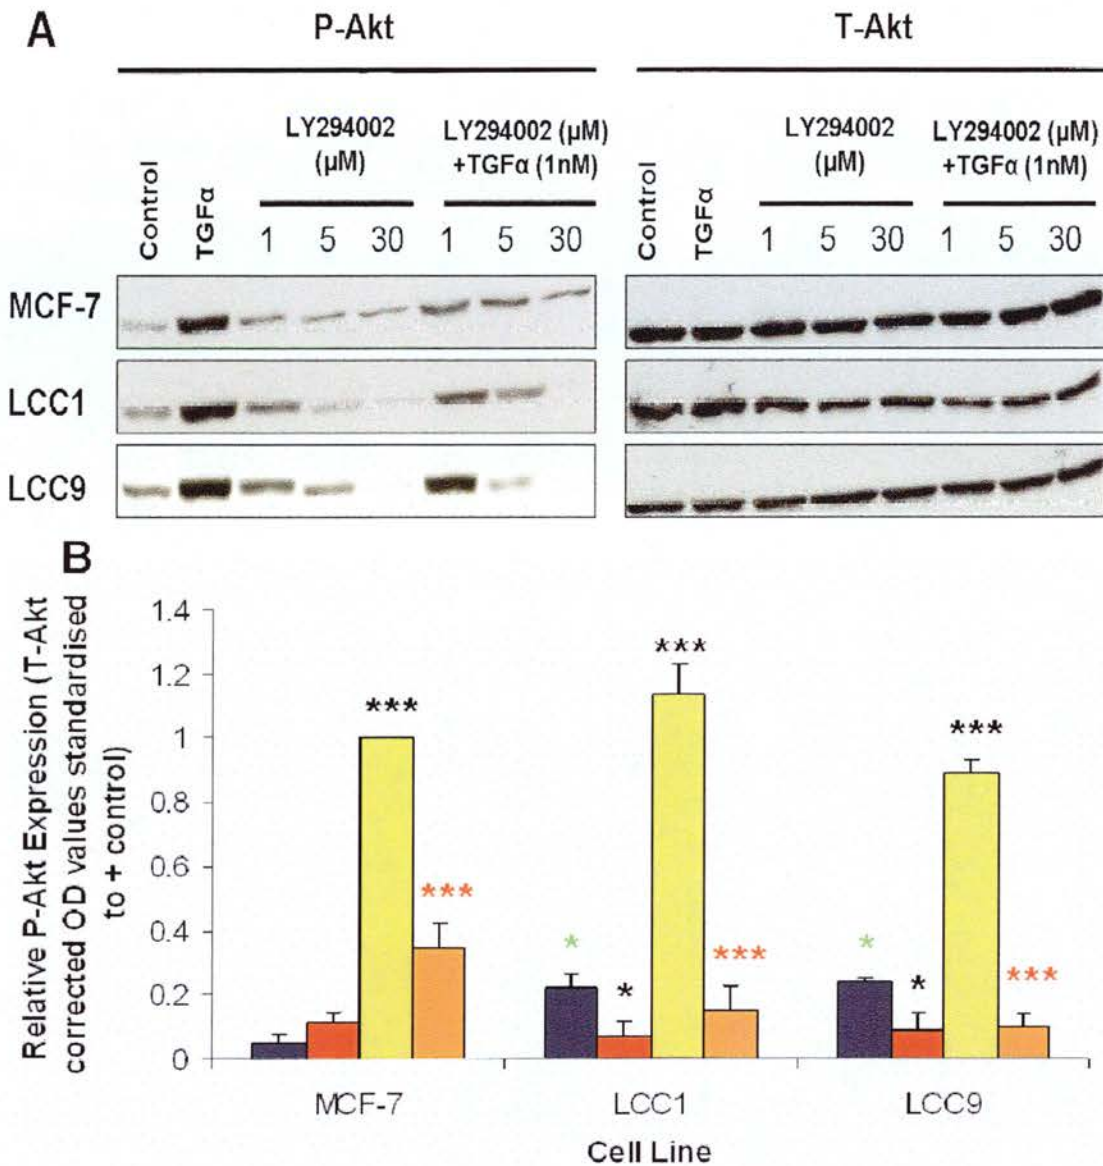 A
P-Akt
T-Akt
LY294002
(µM)
LY294002 (µM)
+TGFα (1nM)
LY294002
(µM)
LY294002 (µM)
+TGFα (1nM)
Control
TGFα
1 5 30
1 5 30
Control
TGFα
1 5 30
1 5 30
MCF-7
LCC1
LCC9
B
Relative P-Akt Expression (T-Akt
corrected OD values standardised
to + control)
1.4
1.2
1
0.8
0.6
0.4
0.2
0
***
***
*
*
***
***
*
*
***
***
MCF-7
LCC1
LCC9
Cell Line